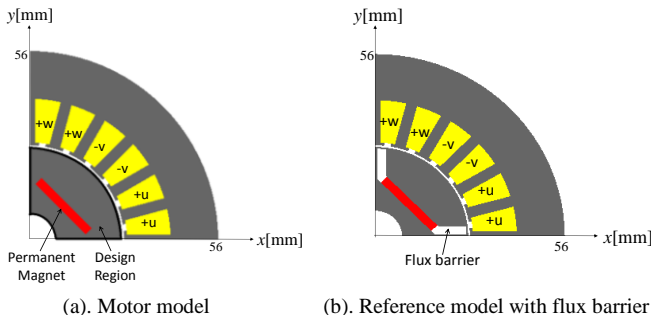 y[mm]
56
+w
+w
-v
-v
+u
+u
56
x[mm]
Permanent
Magnet
Design
Region
(a). Motor model
y[mm]
56
+w
+w
-v
-v
+u
+u
56
x[mm]
Flux barrier
(b). Reference model with flux barrier